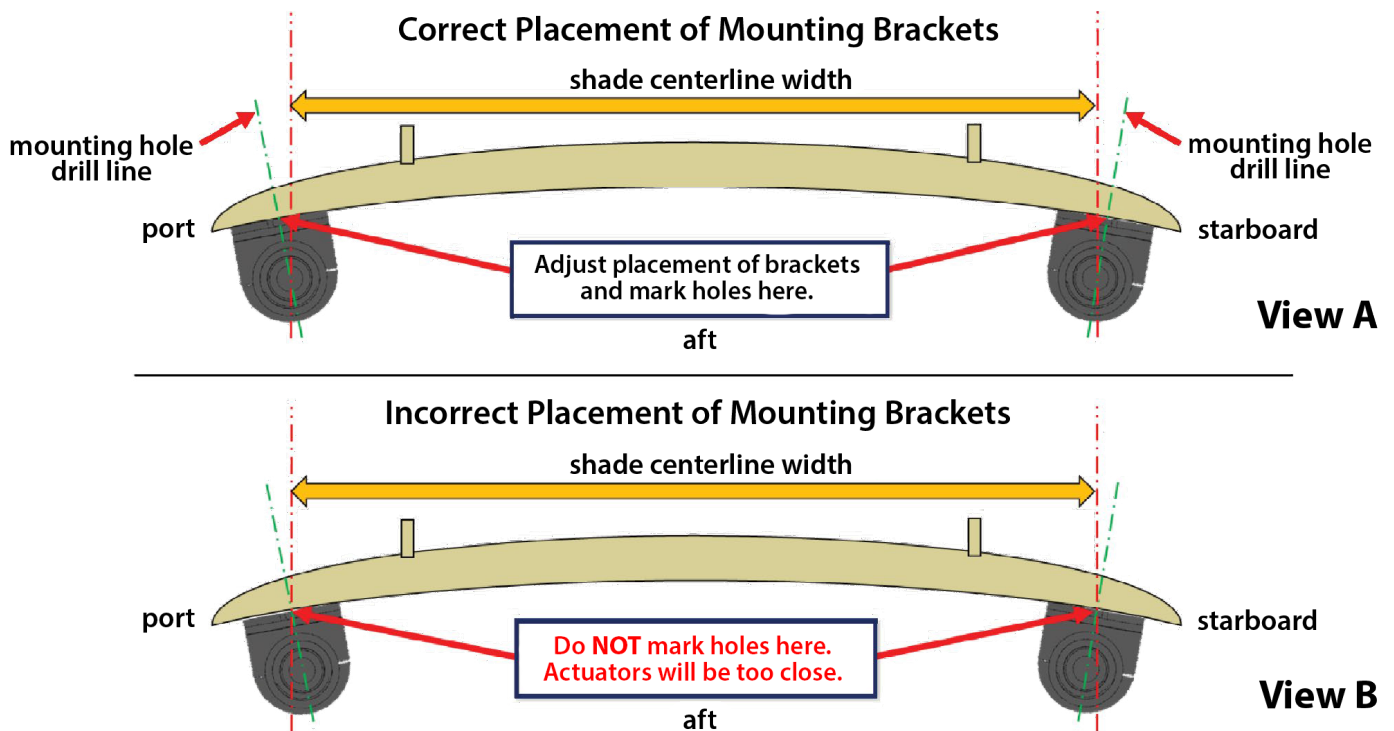 Correct Placement of Mounting Brackets
shade centerline width
mounting hole
drill line
mounting hole
drill line
port
starboard
Adjust placement of brackets
and mark holes here.
View A
aft
Incorrect Placement of Mounting Brackets
shade centerline width
port
starboard
Do NOT mark holes here.
Actuators will be too close.
View B
aft